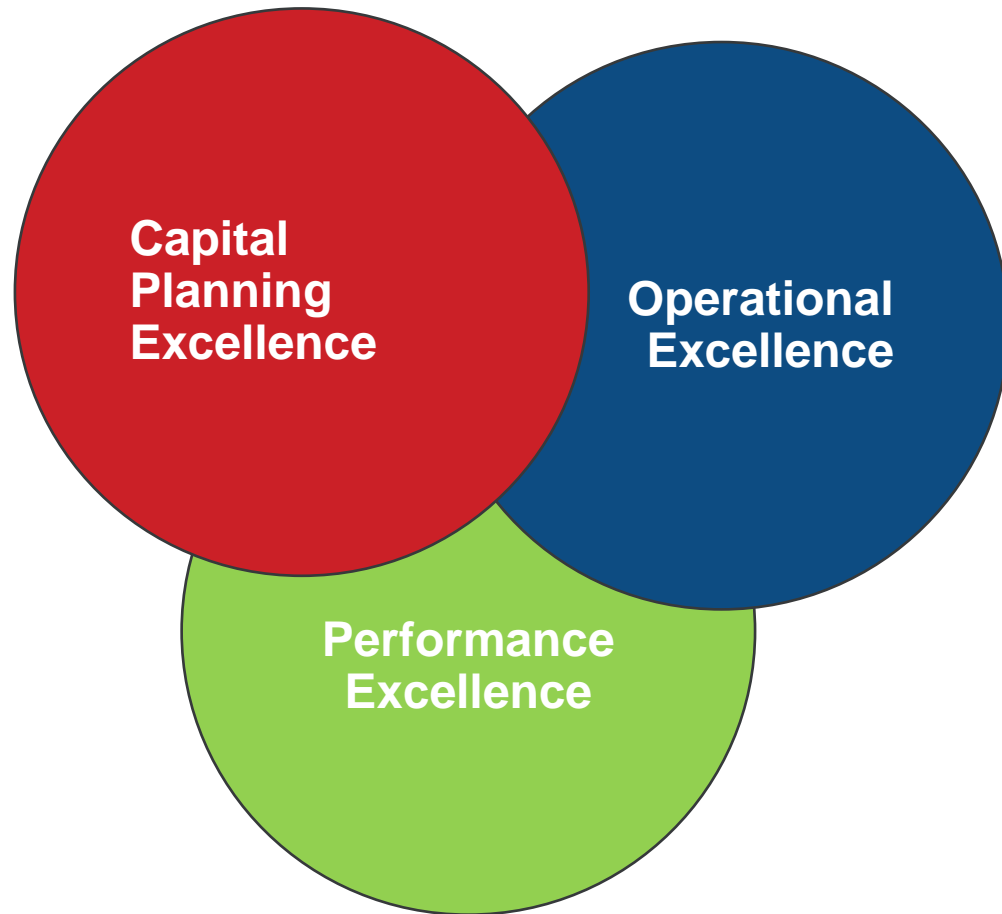 Capital
Planning
Excellence
Operational
Excellence
Performance
Excellence